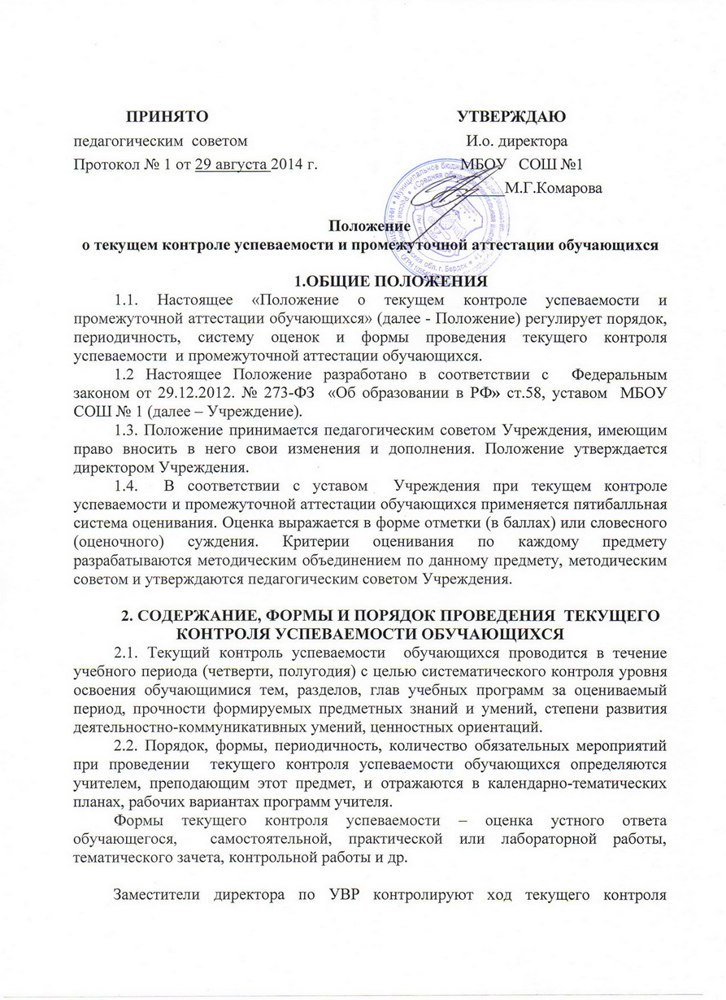 ПРИНЯТО УТВЕРЖДАЮ
педагогическим советом И.о. директора
Протокол № 1 от 29 августа 2014 г. МБОУ СОШ №1
М.Г.Комарова
Положение
о текущем контроле успеваемости и промежуточной аттестации обучающихся
1.ОБЩИЕ ПОЛОЖЕНИЯ
1.1. Настоящее «Положение о текущем контроле успеваемости и
промежуточной аттестации обучающихся» (далее - Положение) регулирует порядок,
периодичность, систему оценок и формы проведения текущего контроля
успеваемости и промежуточной аттестации обучающихся.
1.2 Настоящее Положение разработано в соответствии с Федеральным
законом от 29.12.2012. № 273-ФЗ «Об образовании в РФ» ст.58, уставом МБОУ
СОШ № 1 (далее – Учреждение).
1.3. Положение принимается педагогическим советом Учреждения, имеющим
право вносить в него свои изменения и дополнения. Положение утверждается
директором Учреждения.
1.4. В соответствии с уставом Учреждения при текущем контроле
успеваемости и промежуточной аттестации обучающихся применяется пятибалльная
система оценивания. Оценка выражается в форме отметки (в баллах) или словесного
(оценочного) суждения. Критерии оценивания по каждому предмету
разрабатываются методическим объединением по данному предмету, методическим
советом и утверждаются педагогическим советом Учреждения.
2. СОДЕРЖАНИЕ, ФОРМЫ И ПОРЯДОК ПРОВЕДЕНИЯ ТЕКУЩЕГО
КОНТРОЛЯ УСПЕВАЕМОСТИ ОБУЧАЮЩИХСЯ
2.1. Текущий контроль успеваемости обучающихся проводится в течение
учебного периода (четверти, полугодия) с целью систематического контроля уровня
освоения обучающимися тем, разделов, глав учебных программ за оцениваемый
период, прочности формируемых предметных знаний и умений, степени развития
деятельностно-коммуникативных умений, ценностных ориентаций.
2.2. Порядок, формы, периодичность, количество обязательных мероприятий
при проведении текущего контроля успеваемости обучающихся определяются
учителем, преподающим этот предмет, и отражаются в календарно-тематических
планах, рабочих вариантах программ учителя.
Формы текущего контроля успеваемости – оценка устного ответа
обучающегося, самостоятельной, практической или лабораторной работы,
тематического зачета, контрольной работы и др.
Заместители директора по УВР контролируют ход текущего контроля